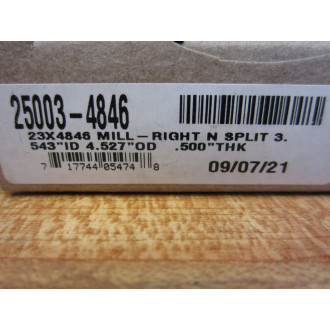 25003-4846
23X4846 MILL-RIGHT N SPLIT 3.
543"ID 4.527"OD .500"THK
7 17744 05474 8
09/07/21